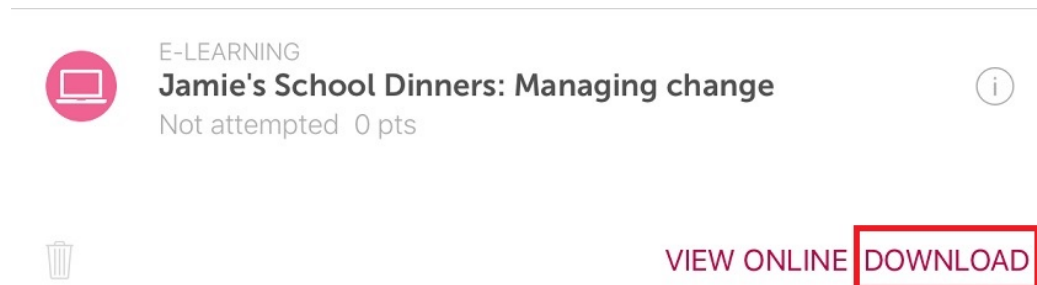 E-LEARNING
Jamie's School Dinners: Managing change
Not attempted 0 pts
VIEW ONLINE DOWNLOAD